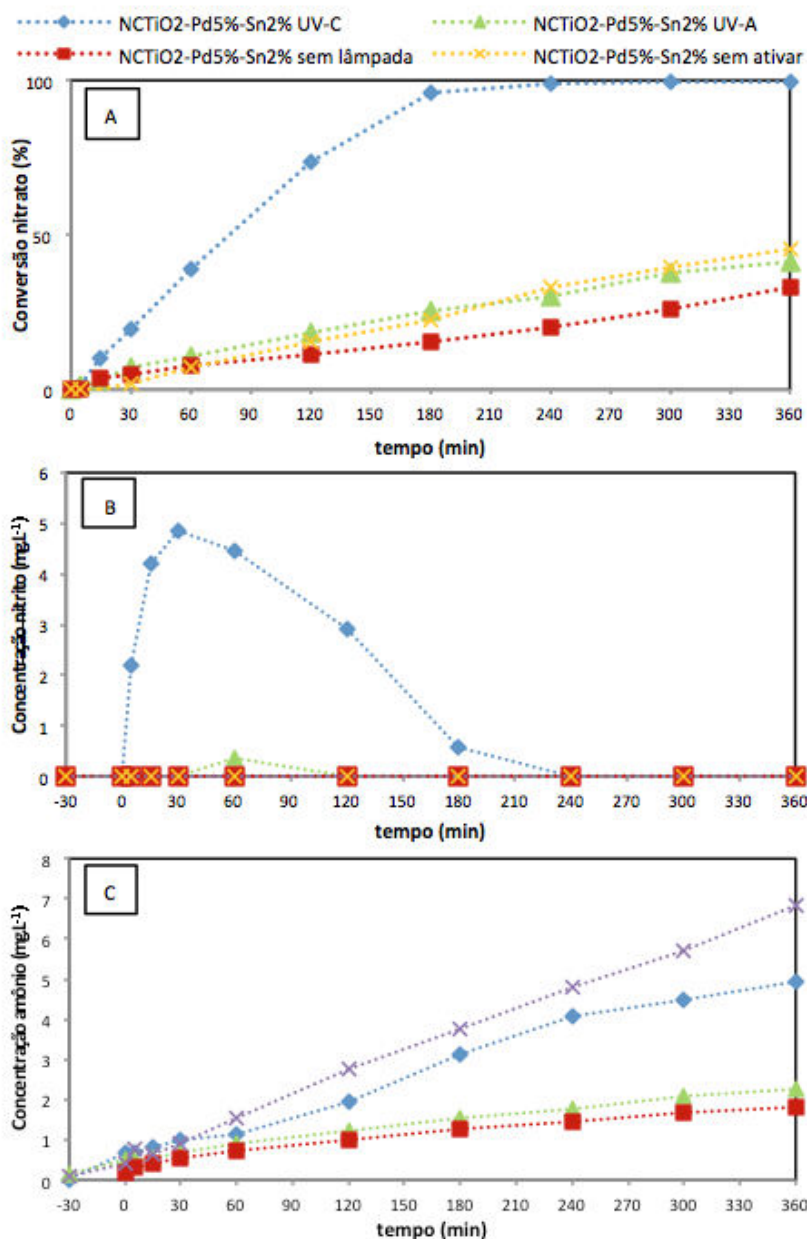 NCTiO2-Pd5%-Sn2% UV-C NCTiO2-Pd5%-Sn2% UV-A
NCTiO2-Pd5%-Sn2% sem lâmpada NCTiO2-Pd5%-Sn2% sem ativar
A
Conversão nitrato (%)
100
50
0
0 30 60 90 120 150 180 210 240 270 300 330 360
tempo (min)
B
Concentração nitrito (mg.L-1)
6
5
4
3
2
1
0
-30 0 30 60 90 120 150 180 210 240 270 300 330 360
tempo (min)
C
Concentração amônio (mg.L-1)
8
7
6
5
4
3
2
1
0
-30 0 30 60 90 120 150 180 210 240 270 300 330 360
tempo (min)